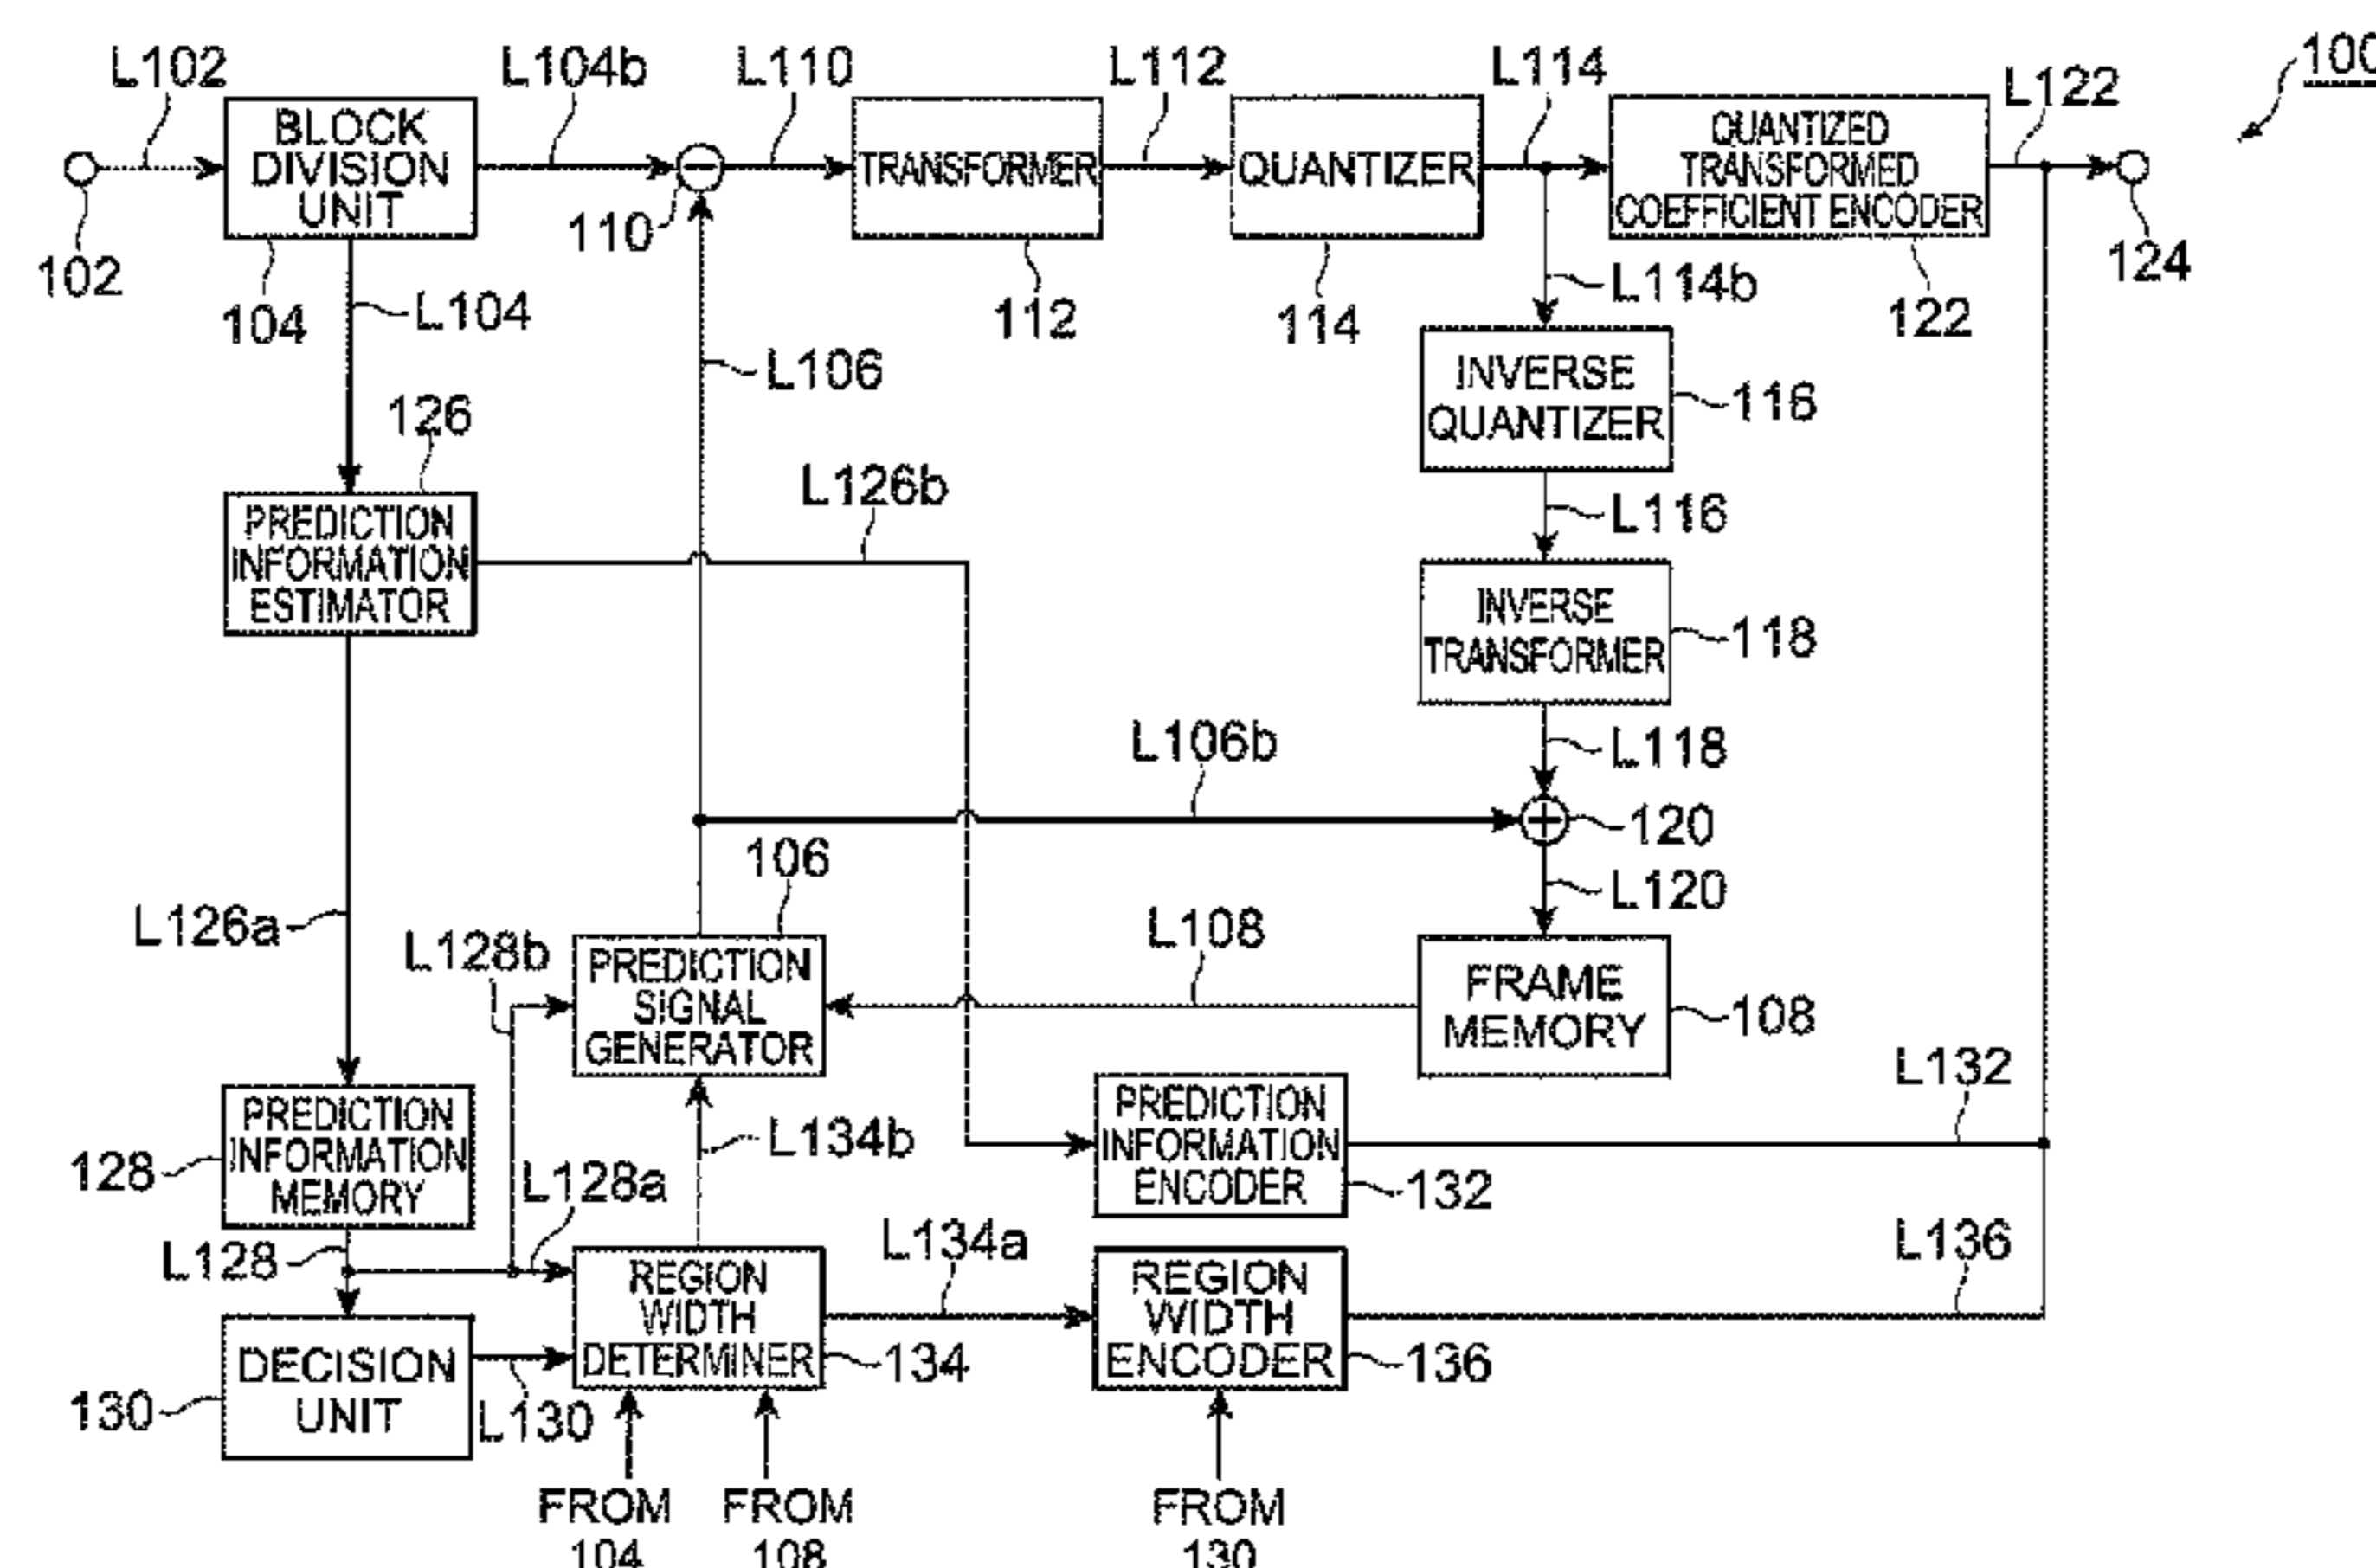 L102
L104b
L110
L112
L114
L122
100
BLOCK
DIVISION
UNIT
TRANSFORMER
QUANTIZER
QUANTIZED
TRANSFORMED
COEFFICIENT ENCODER
102
104
110
112
114
122
124
L104
L106
L114b
INVERSE
QUANTIZER
116
126
L126b
L116
PREDICTION
INFORMATION
ESTIMATOR
INVERSE
TRANSFORMER
118
L106b
L118
120
106
L120
L126a
L128b
L108
PREDICTION
SIGNAL
GENERATOR
FRAME
MEMORY
108
L132
PREDICTION
INFORMATION
MEMORY
128
L134b
PREDICTION
INFORMATION
ENCODER
132
L128a
L128
L134a
L136
REGION
WIDTH
DETERMINER
134
REGION
WIDTH
ENCODER
136
DECISION
UNIT
130
L130
FROM
104
FROM
108
FROM
130